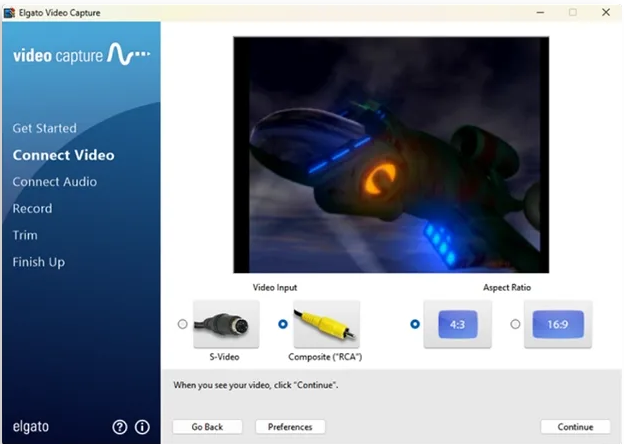 Elgato Video Capture
video capture
Get Started
Connect Video
Connect Audio
Record
Trim
Finish Up
elgato
Video Input
Aspect Ratio
4:3
16:9
S-Video
Composite ("RCA")
When you see your video, click "Continue".
Go Back
Preferences
Continue